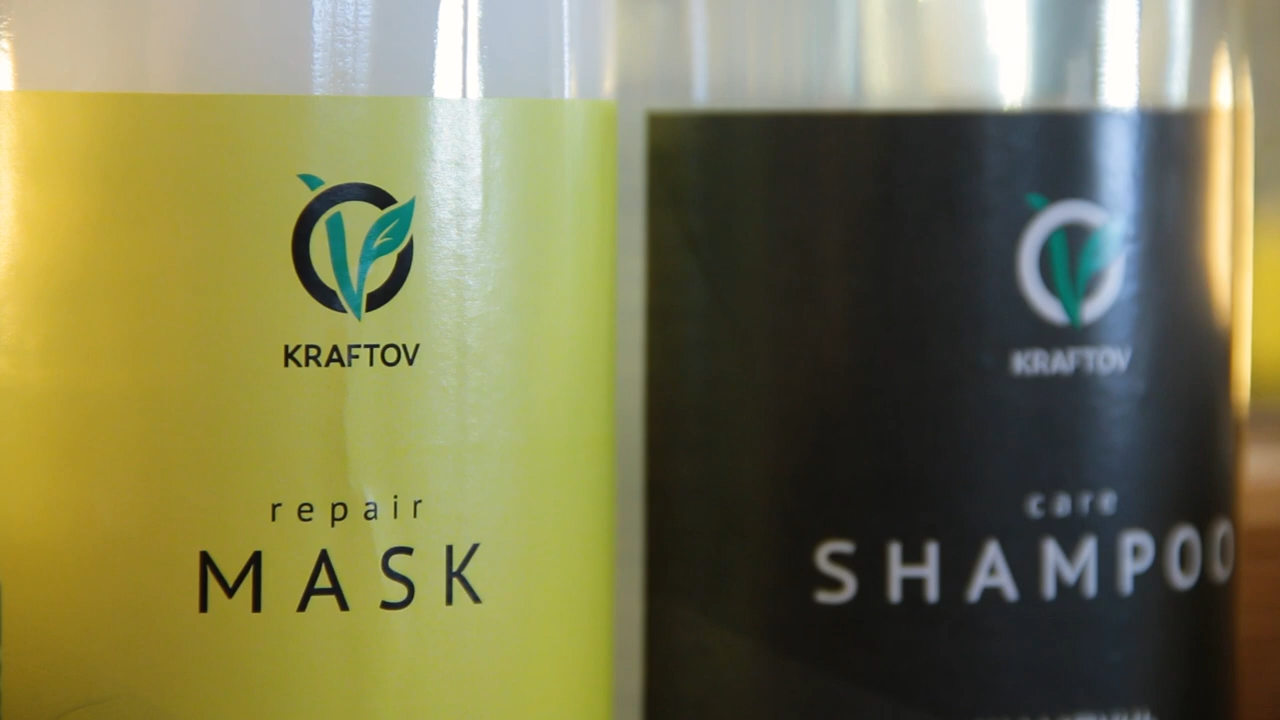 KRAFTOV
repair
MASK
KRAFTOV
care
SHAMPOO